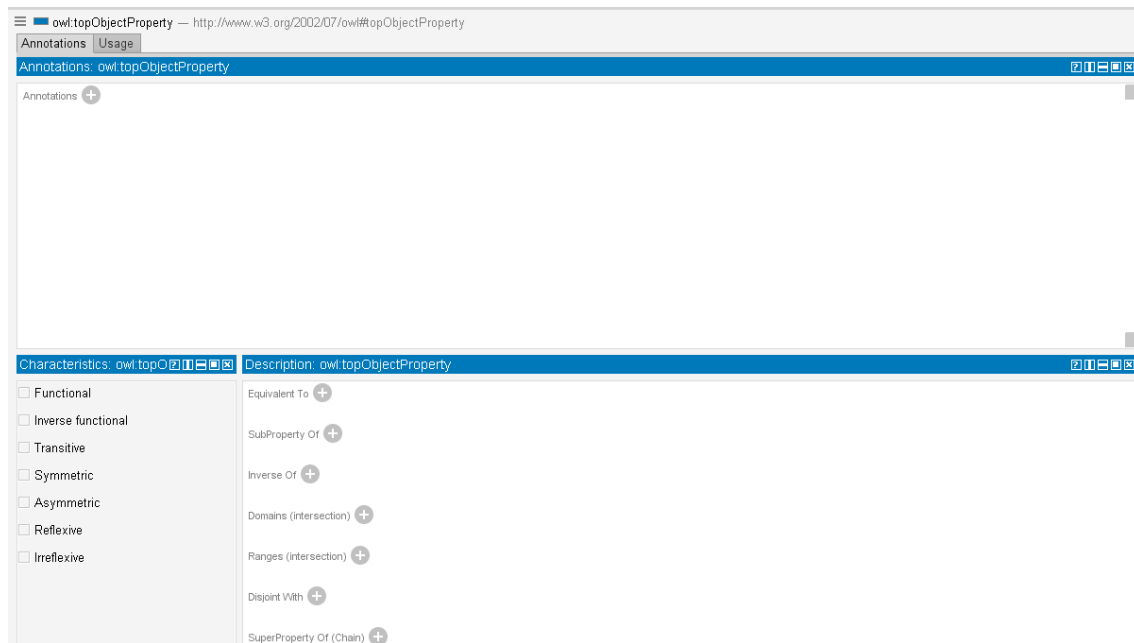 owl:topObjectProperty — http://www.w3.org/2002/07/owl#topObjectProperty
Annotations Usage
Annotations: owl:topObjectProperty
Annotations
Characteristics: owl:topO
Functional
Inverse functional
Transitive
Symmetric
Asymmetric
Reflexive
Irreflexive
Description: owl:topObjectProperty
Equivalent To
SubProperty Of
Inverse Of
Domains (intersection)
Ranges (intersection)
Disjoint With
SuperProperty Of (Chain)